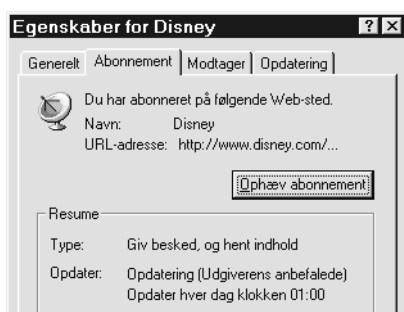 Egenskaber for Disney
Generelt Abonnement Modtager Opdatering
Du har abonneret på følgende Web-sted.
Navn: Disney
URL-adresse: http://www.disney.com/...
Ophæv abonnement
Resume
Type: Giv besked, og hent indhold
Opdater: Opdatering (Udgiverens anbefalede)
Opdater hver dag klokken 01:00